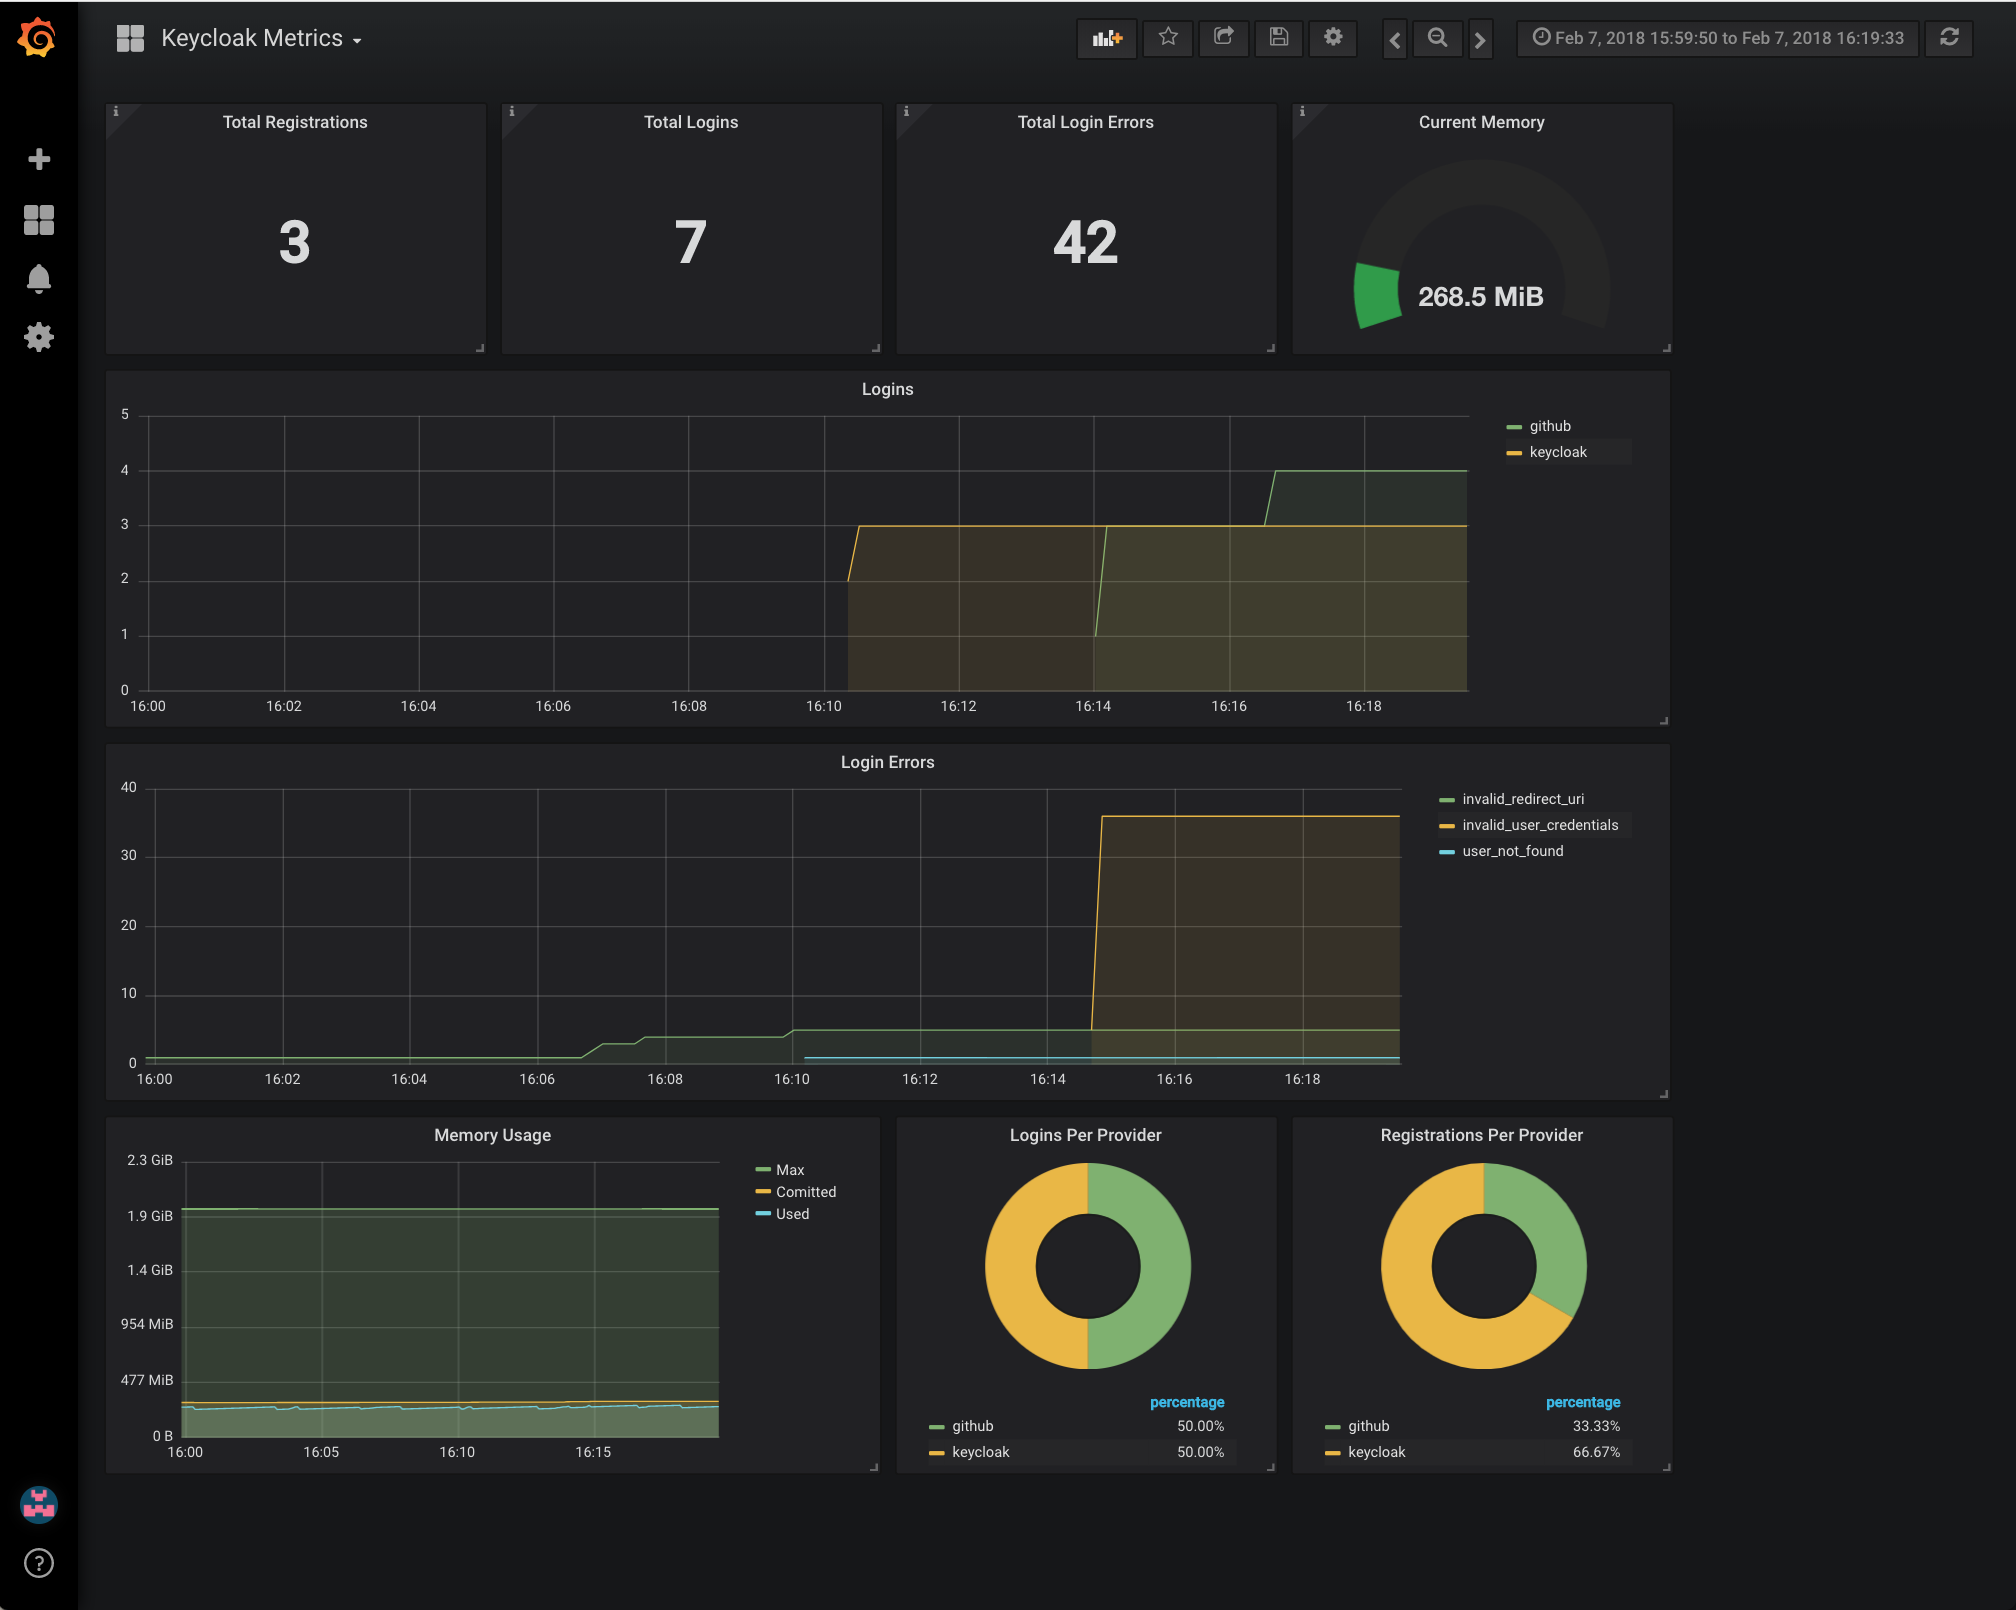 Keycloak Metrics
Feb 7, 2018 15:59:50 to Feb 7, 2018 16:19:33
Total Registrations
3
Total Logins
7
Total Login Errors
42
Current Memory
268.5 MiB
Logins
5
4
3
2
1
0
16:00 16:02 16:04 16:06 16:08 16:10 16:12 16:14 16:16 16:18
github
keycloak
Login Errors
40
30
20
10
0
16:00 16:02 16:04 16:06 16:08 16:10 16:12 16:14 16:16 16:18
invalid_redirect_uri
invalid_user_credentials
user_not_found
Memory Usage
2.3 GiB
1.9 GiB
1.4 GiB
954 MiB
477 MiB
0 B
16:00 16:05 16:10 16:15
Max
Comitted
Used
Logins Per Provider
percentage
github 50.00%
keycloak 50.00%
Registrations Per Provider
percentage
github 33.33%
keycloak 66.67%